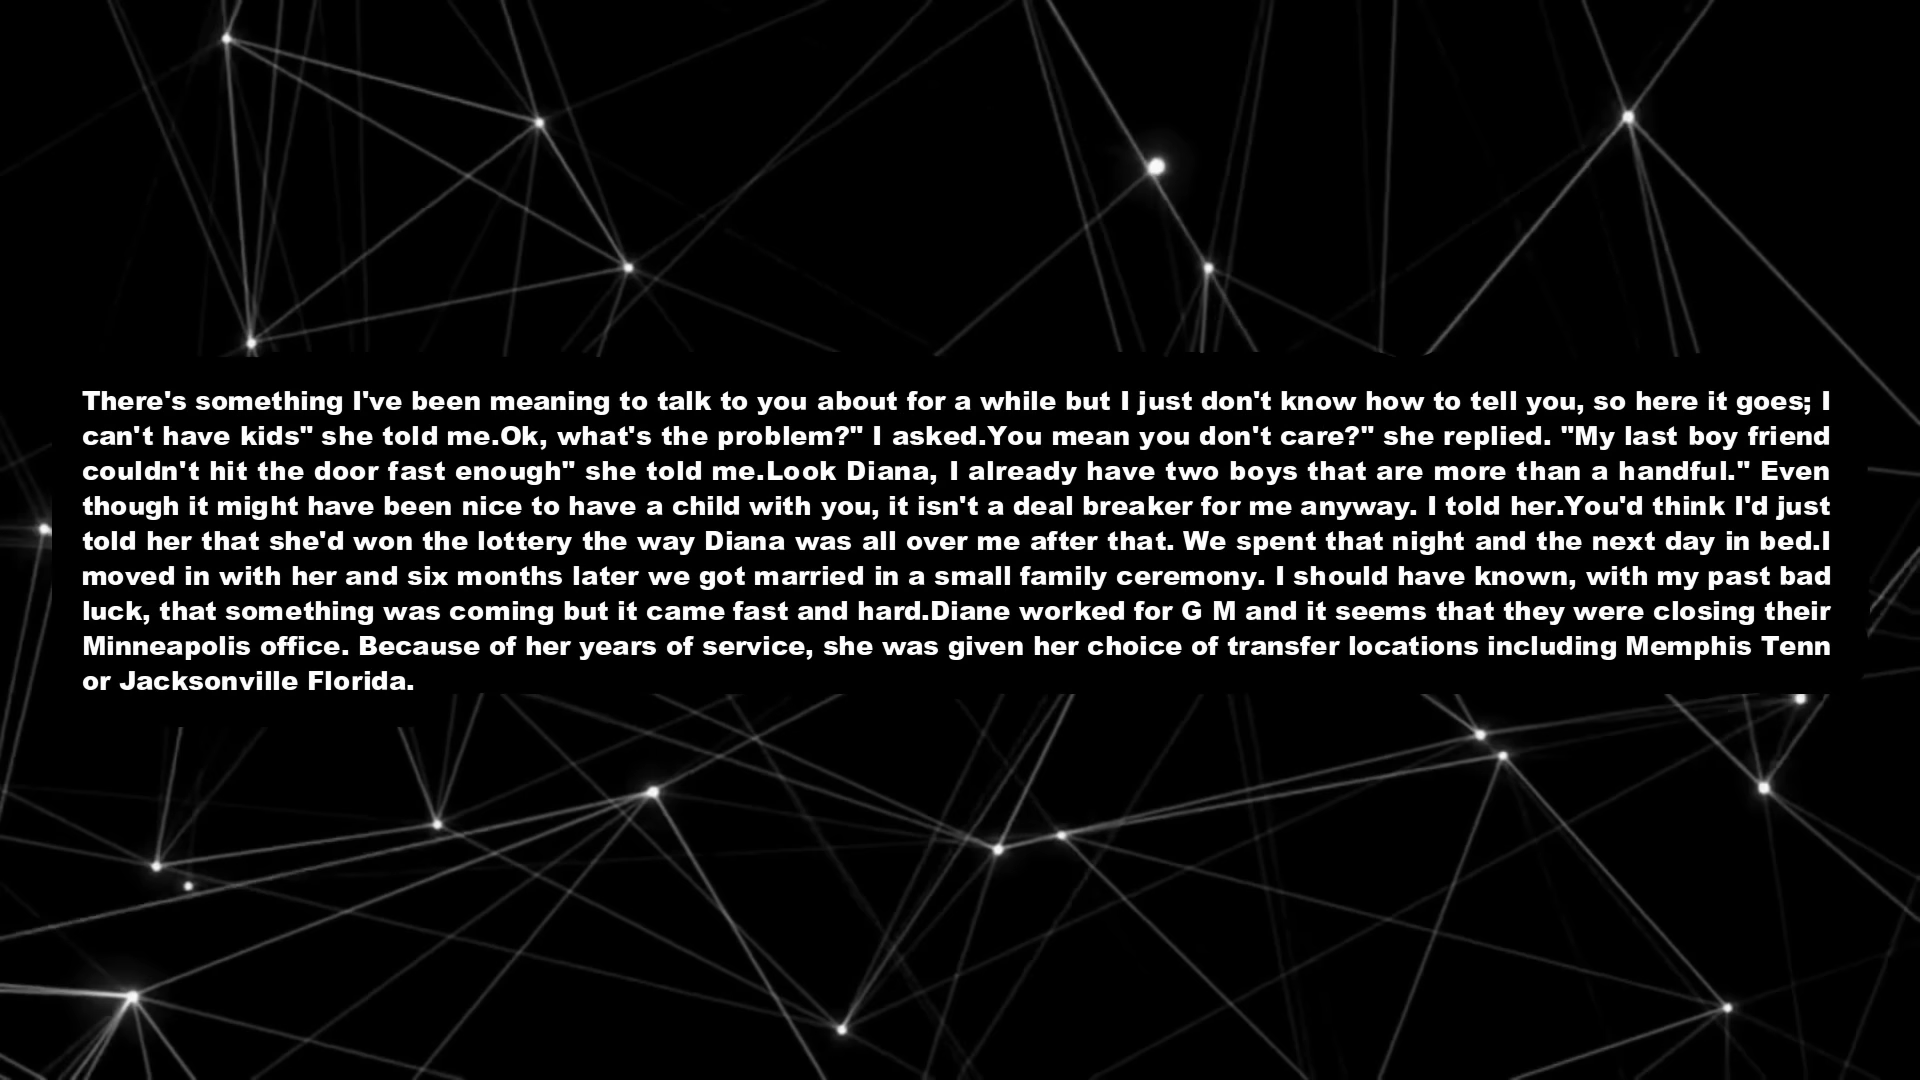 There's something I've been meaning to talk to you about for a while but I just don't know how to tell you, so here it goes; I
can't have kids" she told me.Ok, what's the problem?" I asked.You mean you don't care?" she replied. "My last boy friend
couldn't hit the door fast enough" she told me.Look Diana, I already have two boys that are more than a handful." Even
though it might have been nice to have a child with you, it isn't a deal breaker for me anyway. I told her.You'd think I'd just
told her that she'd won the lottery the way Diana was all over me after that. We spent that night and the next day in bed.I
moved in with her and six months later we got married in a small family ceremony. I should have known, with my past bad
luck, that something was coming but it came fast and hard.Diane worked for G M and it seems that they were closing their
Minneapolis office. Because of her years of service, she was given her choice of transfer locations including Memphis Tenn
or Jacksonville Florida.